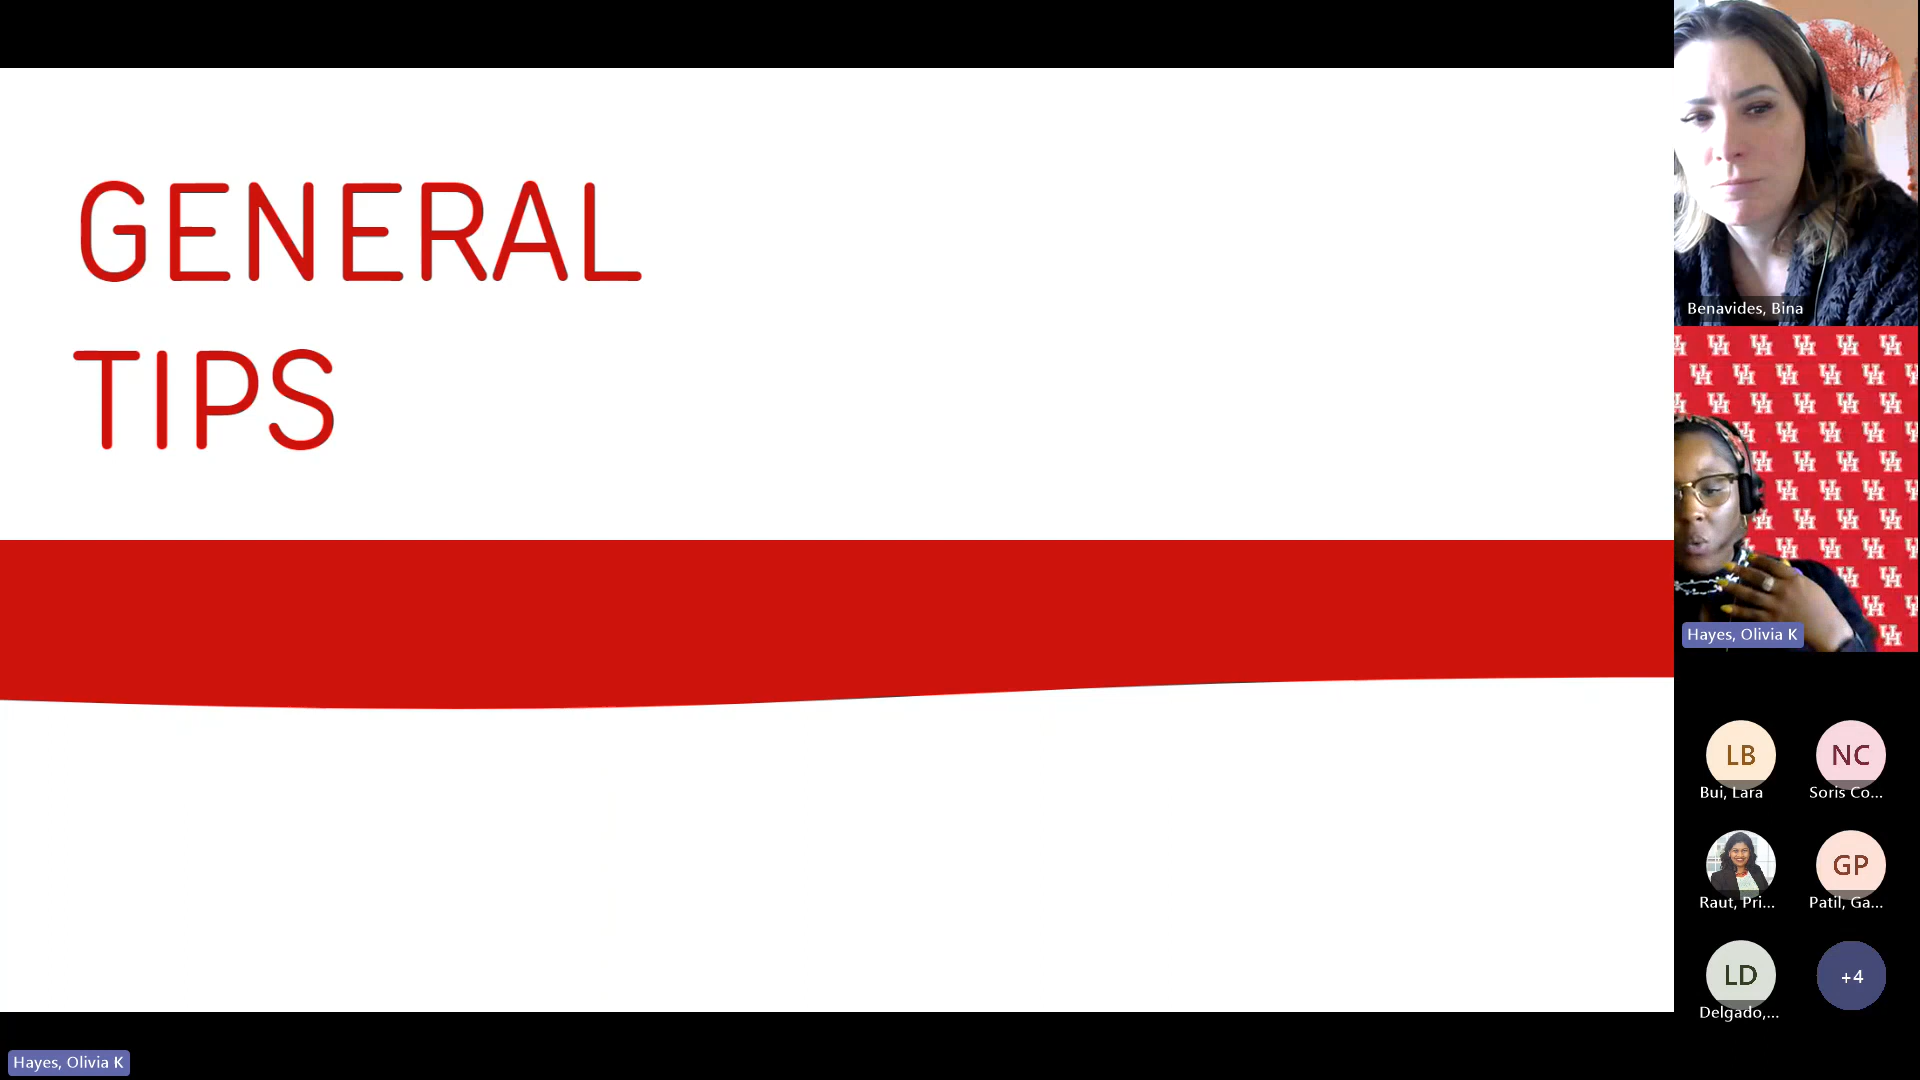 GENERAL
TIPS
Benavides, Bina
Hayes, Olivia K
LB
NC
Bui, Lara
Soris Co...
GP
Raut, Pri...
Patil, Ga...
LD
+4
Delgado,...
Hayes, Olivia K